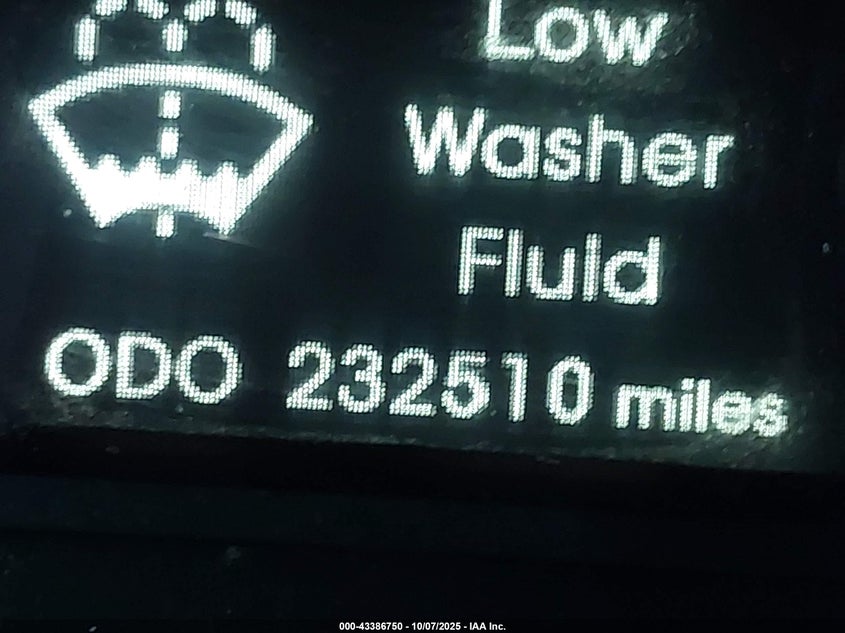 Low
Washer
Fluid
ODO 232510 miles
000-43386750 - 10/07/2025 - IAA Inc.